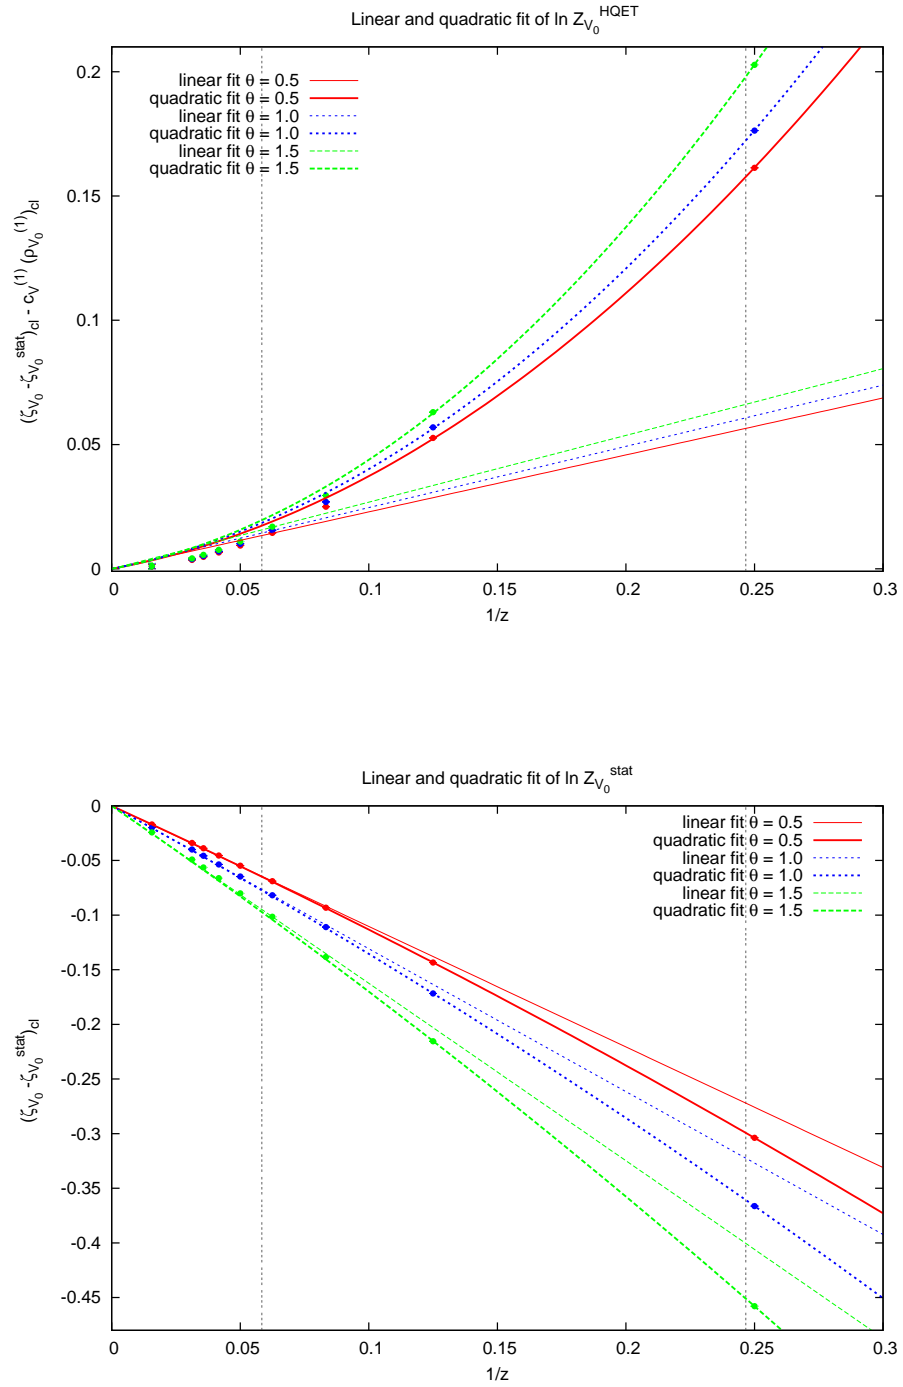 Linear and quadratic fit of ln Z_{V_0}^{HQET}
0.2
0.15
0.1
0.05
0
(ζ_{V_0} -ζ_{V_0}^{stat})_{cl} - c_V^{(1)} (ρ_{V_0}^{(1)})_{cl}
linear fit θ = 0.5
quadratic fit θ = 0.5
linear fit θ = 1.0
quadratic fit θ = 1.0
linear fit θ = 1.5
quadratic fit θ = 1.5
0 0.05 0.1 0.15 0.2 0.25 0.3
1/z
Linear and quadratic fit of ln Z_{V_0}^{stat}
0
-0.05
-0.1
-0.15
-0.2
-0.25
-0.3
-0.35
-0.4
-0.45
(ζ_{V_0} -ζ_{V_0}^{stat})_{cl}
linear fit θ = 0.5
quadratic fit θ = 0.5
linear fit θ = 1.0
quadratic fit θ = 1.0
linear fit θ = 1.5
quadratic fit θ = 1.5
0 0.05 0.1 0.15 0.2 0.25 0.3
1/z